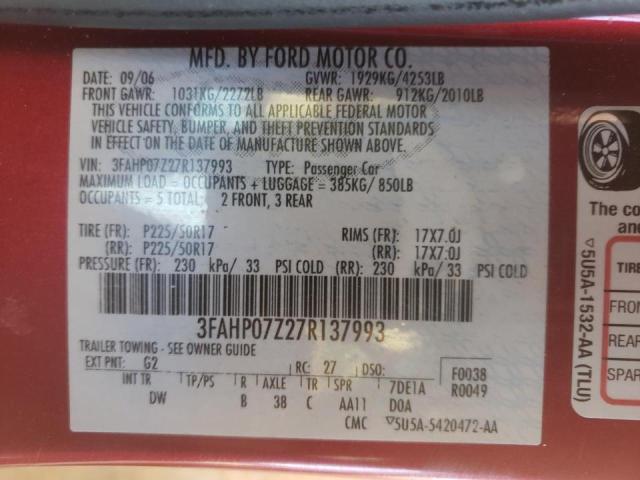 MFD. BY FORD MOTOR CO.
DATE: 09/06 GVWR: 1929KG/4253LB
FRONT GAWR: 1031KG/2272LB REAR GAWR: 912KG/2010LB
THIS VEHICLE CONFORMS TO ALL APPLICABLE FEDERAL MOTOR
VEHICLE SAFETY, BUMPER, AND THEFT PREVENTION STANDARDS
IN EFFECT ON THE DATE OF MANUFACTURE SHOWN ABOVE.
VIN: 3FAHP07Z27R137993 TYPE: Passenger Car
MAXIMUM LOAD = OCCUPANTS + LUGGAGE = 385KG/ 850LB
OCCUPANTS = 5 TOTAL: 2 FRONT, 3 REAR
TIRE (FR): P225/50R17 RIMS (FR): 17X7.0J
(RR): P225/50R17 (RR): 17X7.0J
PRESSURE (FR): 230 kPa/ 33 PSI COLD (RR): 230 kPa/ 33 PSI COLD
3FAHP07Z27R137993
TRAILER TOWING - SEE OWNER GUIDE
EXT PNT: G2 RC: 27 DSO: F0038
INT TR TP/PS R AXLE TR SPR 7DE1A R0049
DW B 38 C AA11 D0A
CMC ▽5U5A-5420472-AA
The co
and
▽5U5A-1532-AA (TLU)
TIRE
FRO
REAR
SPAR